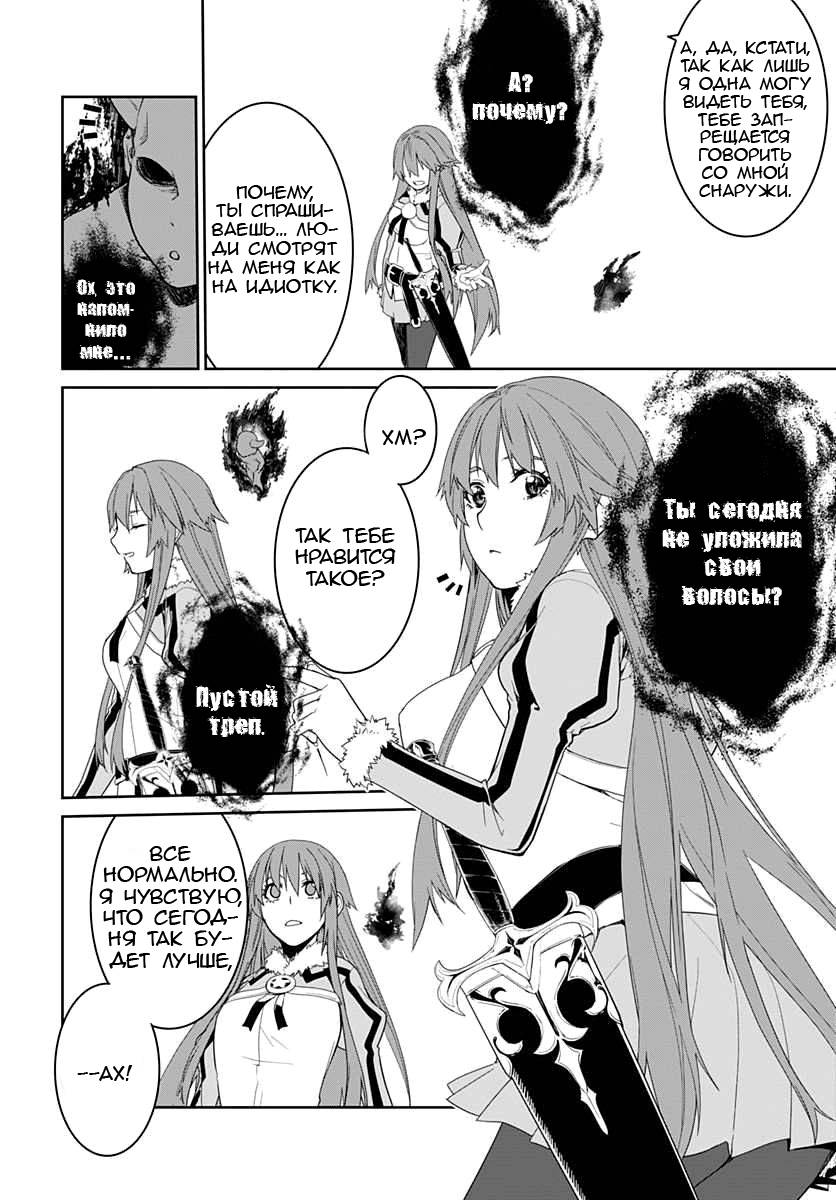 А, ДА, КСТАТИ,
ТАК КАК ЛИШЬ
Я ОДНА МОГУ
ВИДЕТЬ ТЕБЯ,
ТЕБЕ ЗАП-
РЕЩАЕТСЯ
ГОВОРИТЬ
СО МНОЙ
СНАРУЖИ.
А?
почему?
ПОЧЕМУ,
ТЫ СПРАШИ-
ВАЕШЬ... ЛЮ-
ДИ СМОТРЯТ
НА МЕНЯ КАК
НА ИДИОТКУ.
Ох, это
напом-
нило
мне...
Ты сегодня
не уложила
свои
волосы?
ХМ?
ТАК ТЕБЕ
НРАВИТСЯ
ТАКОЕ?
Пустой
треп.
ВСЕ
НОРМАЛЬНО.
Я ЧУВСТВУЮ,
ЧТО СЕГОД-
НЯ ТАК БУ-
ДЕТ ЛУЧШЕ,
--АХ!